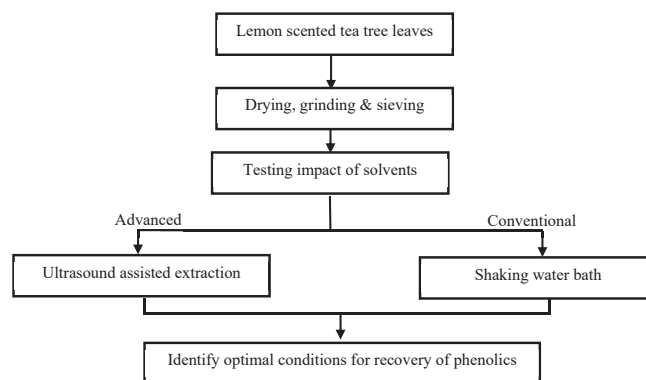 Lemon scented tea tree leaves
Drying, grinding & sieving
Testing impact of solvents
Advanced
Conventional
Ultrasound assisted extraction
Shaking water bath
Identify optimal conditions for recovery of phenolics